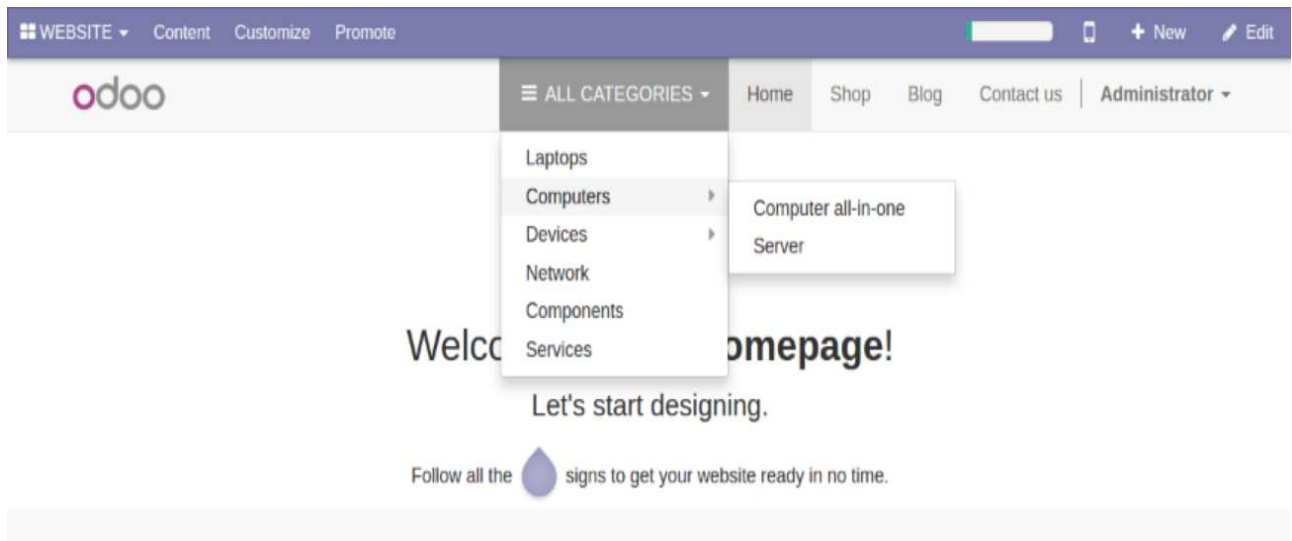 WEBSITE Content Customize Promote New Edit
odoo ALL CATEGORIES Home Shop Blog Contact us Administrator
Laptops
Computers
Devices
Network
Components
Services
Computer all-in-one
Server
omepage!
Let's start designing.
Follow all the signs to get your website ready in no time.